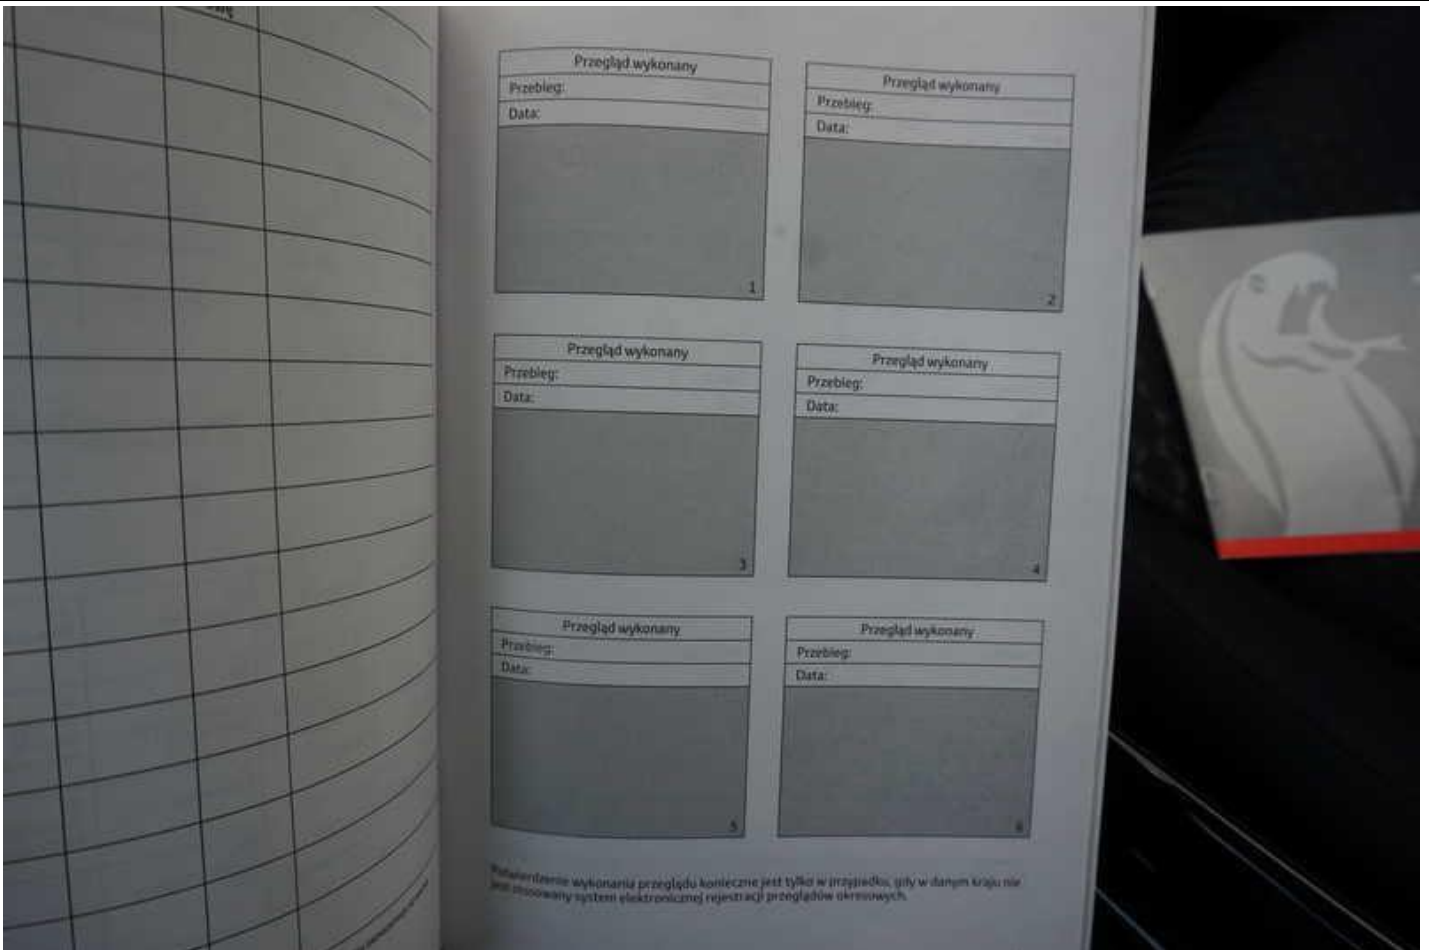 Przegląd wykonany
Przebieg:
Data:
1
Przegląd wykonany
Przebieg:
Data:
2
Przegląd wykonany
Przebieg:
Data:
3
Przegląd wykonany
Przebieg:
Data:
4
Przegląd wykonany
Przebieg:
Data:
5
Przegląd wykonany
Przebieg:
Data:
6
Potwierdzenie wykonania przeglądu konieczne jest tylko w przypadku, gdy w danym kraju nie
jest stosowany system elektronicznej rejestracji przeglądów okresowych.